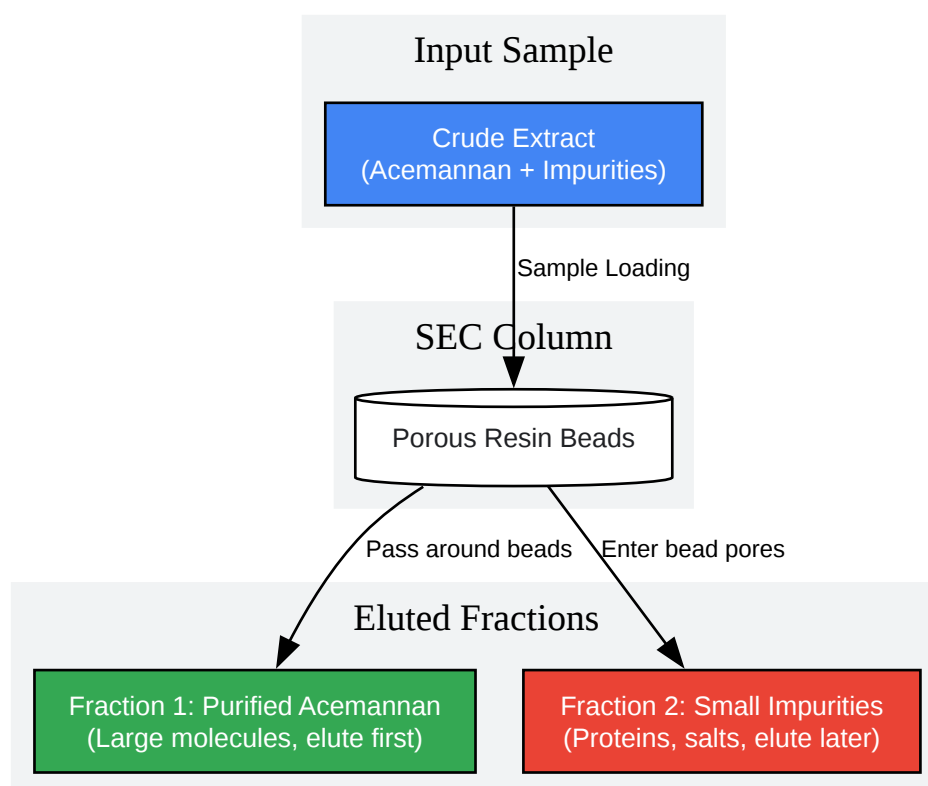 Input Sample
Crude Extract
(Acemannan + Impurities)
Sample Loading
SEC Column
Porous Resin Beads
Pass around beads
Enter bead pores
Eluted Fractions
Fraction 1: Purified Acemannan
(Large molecules, elute first)
Fraction 2: Small Impurities
(Proteins, salts, elute later)